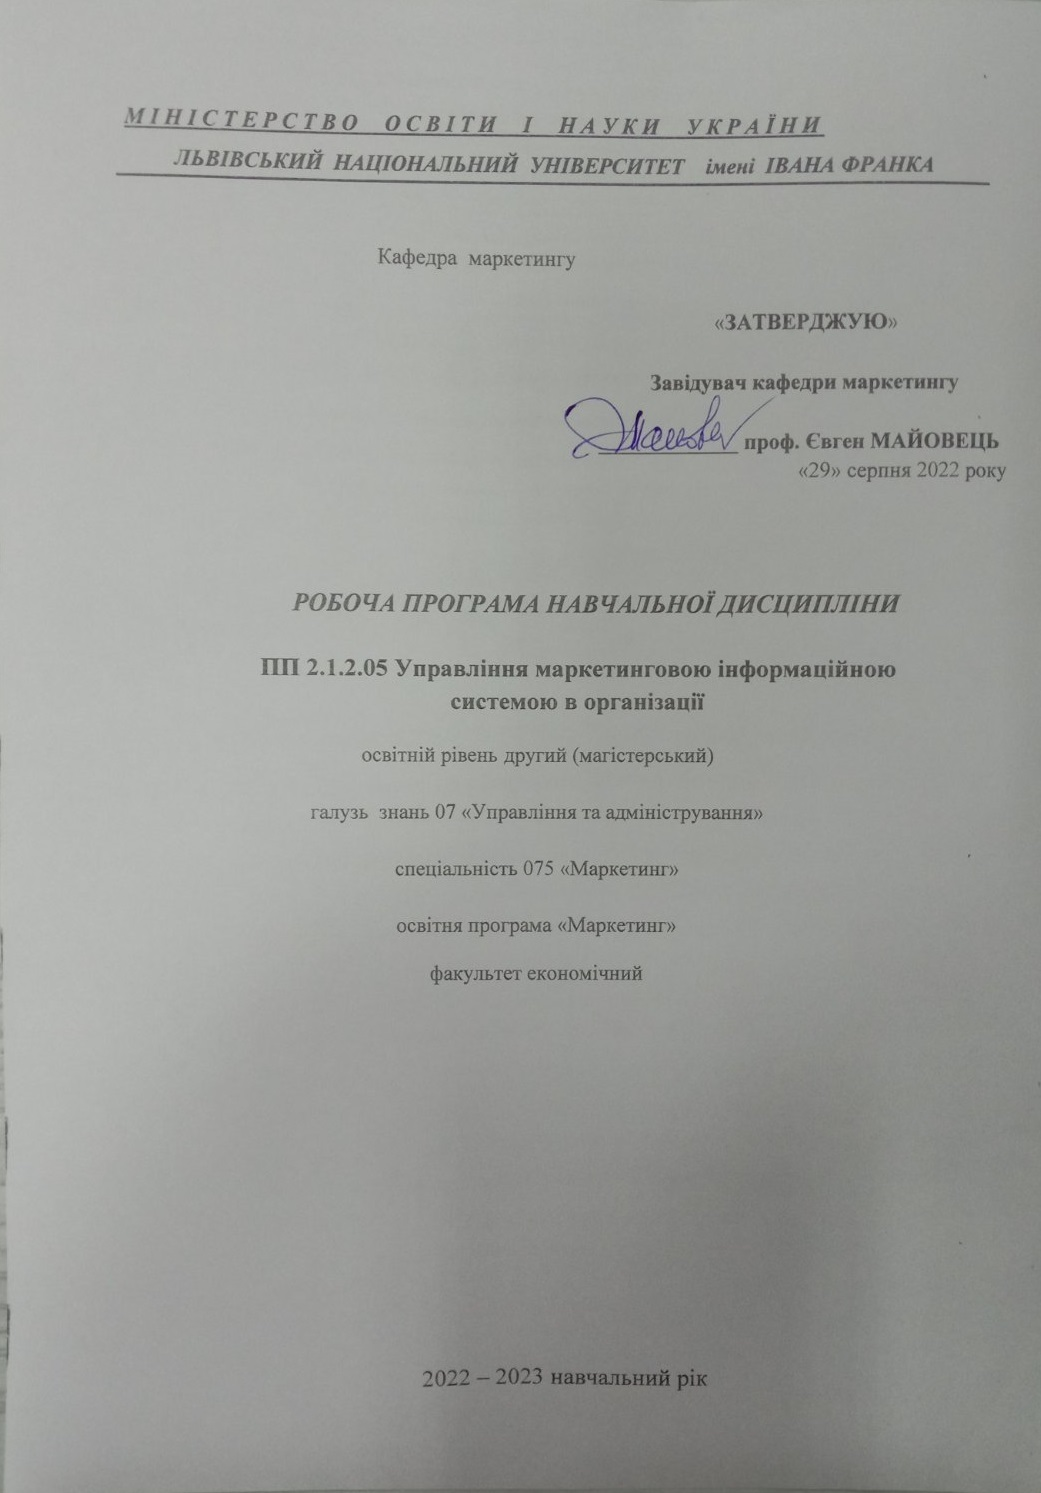 МІНІСТЕРСТВО ОСВІТИ І НАУКИ УКРАЇНИ
ЛЬВІВСЬКИЙ НАЦІОНАЛЬНИЙ УНІВЕРСИТЕТ імені ІВАНА ФРАНКА
Кафедра маркетингу
«ЗАТВЕРДЖУЮ»
Завідувач кафедри маркетингу
проф. Євген МАЙОВЕЦЬ
«29» серпня 2022 року
РОБОЧА ПРОГРАМА НАВЧАЛЬНОЇ ДИСЦИПЛІНИ
ПП 2.1.2.05 Управління маркетинговою інформаційною
системою в організації
освітній рівень другий (магістерський)
галузь знань 07 «Управління та адміністрування»
спеціальність 075 «Маркетинг»
освітня програма «Маркетинг»
факультет економічний
2022 – 2023 навчальний рік